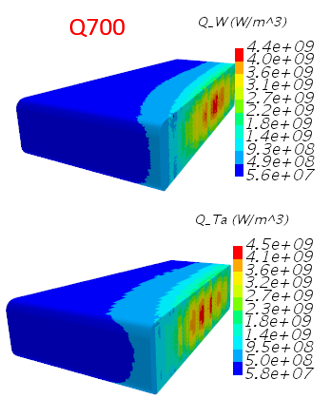 Q700
Q_W (W/m^3)
4.4e+09
4.0e+09
3.6e+09
3.1e+09
2.7e+09
2.2e+09
1.8e+09
1.4e+09
9.3e+08
4.9e+08
5.6e+07
Q_Ta (W/m^3)
4.5e+09
4.1e+09
3.6e+09
3.2e+09
2.7e+09
2.3e+09
1.8e+09
1.4e+09
9.5e+08
5.0e+08
5.8e+07